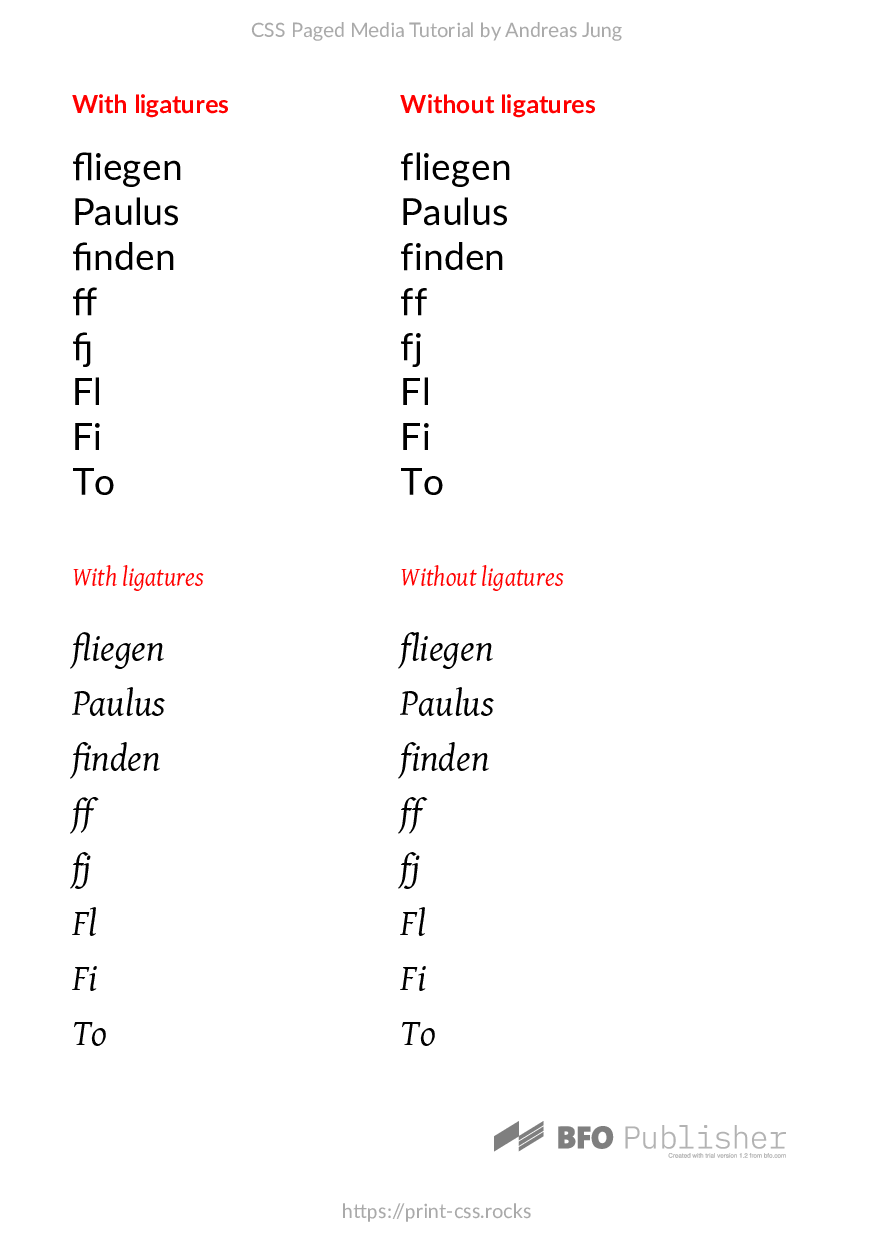 CSS Paged Media Tutorial by Andreas Jung
With ligatures
fliegen
Paulus
finden
ff
fj
Fl
Fi
To
Without ligatures
fliegen
Paulus
finden
ff
fj
Fl
Fi
To
With ligatures
fliegen
Paulus
finden
ff
fj
Fl
Fi
To
Without ligatures
fliegen
Paulus
finden
ff
fj
Fl
Fi
To
BFO Publisher
Created with trial version 1.2 from bfo.com
https://print-css.rocks